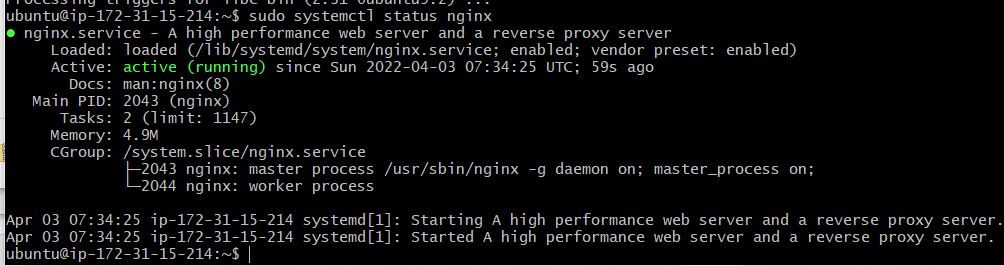 Processing triggers for libc-bin (2.31-0ubuntu9.2) ...
ubuntu@ip-172-31-15-214:~$ sudo systemctl status nginx
● nginx.service - A high performance web server and a reverse proxy server
Loaded: loaded (/lib/systemd/system/nginx.service; enabled; vendor preset: enabled)
Active: active (running) since Sun 2022-04-03 07:34:25 UTC; 59s ago
Docs: man:nginx(8)
Main PID: 2043 (nginx)
Tasks: 2 (limit: 1147)
Memory: 4.9M
CGroup: /system.slice/nginx.service
├─2043 nginx: master process /usr/sbin/nginx -g daemon on; master_process on;
└─2044 nginx: worker process
Apr 03 07:34:25 ip-172-31-15-214 systemd[1]: Starting A high performance web server and a reverse proxy server.
Apr 03 07:34:25 ip-172-31-15-214 systemd[1]: Started A high performance web server and a reverse proxy server.
ubuntu@ip-172-31-15-214:~$